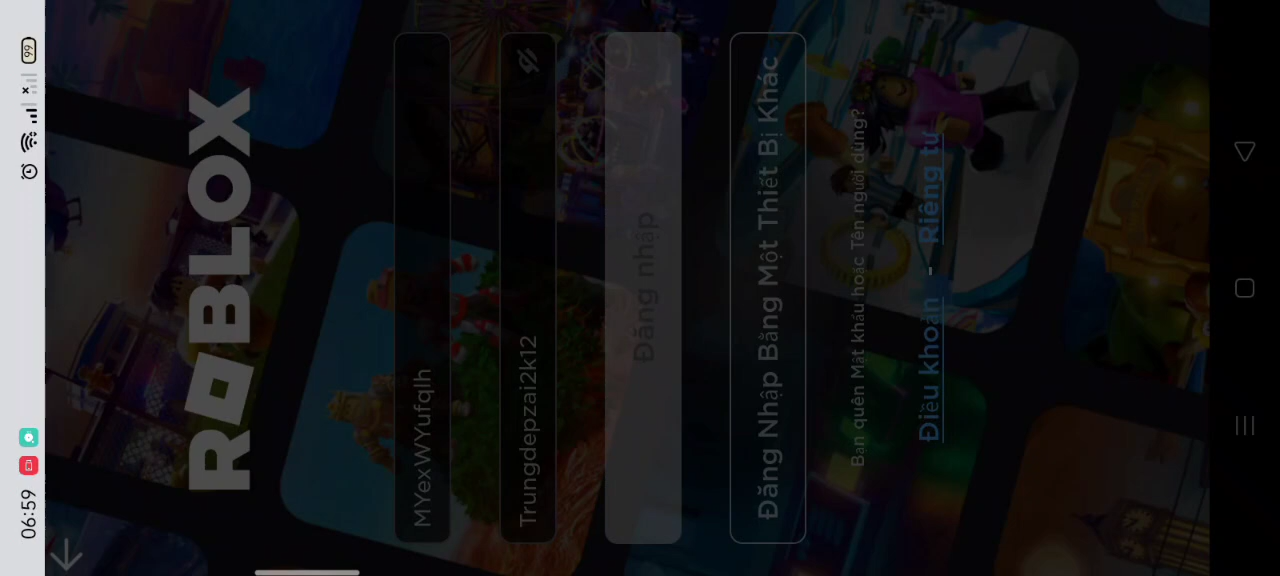 06:59
99
ROBLOX
MYexWYufqlh
Trungdepzai2k12
Đăng nhập
Đăng Nhập Bằng Một Thiết Bị Khác
Bạn quên Mật khẩu hoặc Tên người dùng?
Điều khoản - Riêng tư